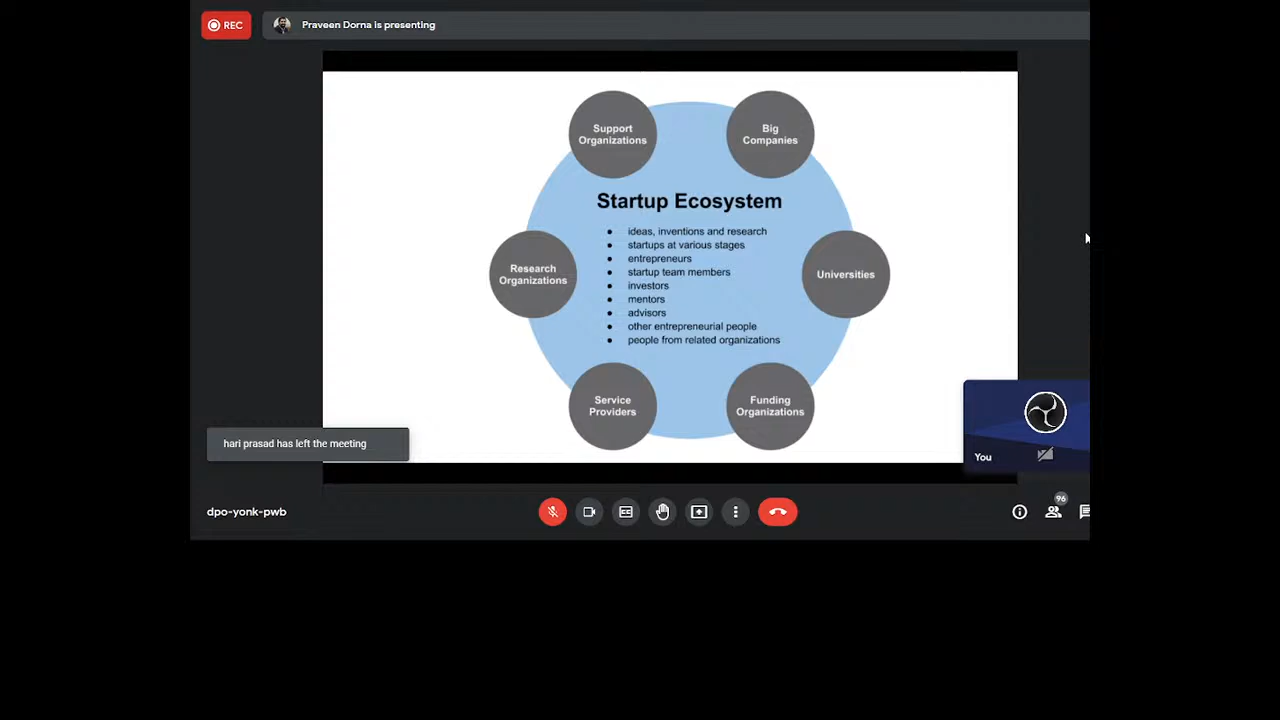 REC
Praveen Dorna is presenting
Support
Organizations
Big
Companies
Startup Ecosystem
● ideas, inventions and research
● startups at various stages
● entrepreneurs
● startup team members
● investors
● mentors
● advisors
● other entrepreneurial people
● people from related organizations
Research
Organizations
Universities
Service
Providers
Funding
Organizations
hari prasad has left the meeting
You
dpo-yonk-pwb
CC
96